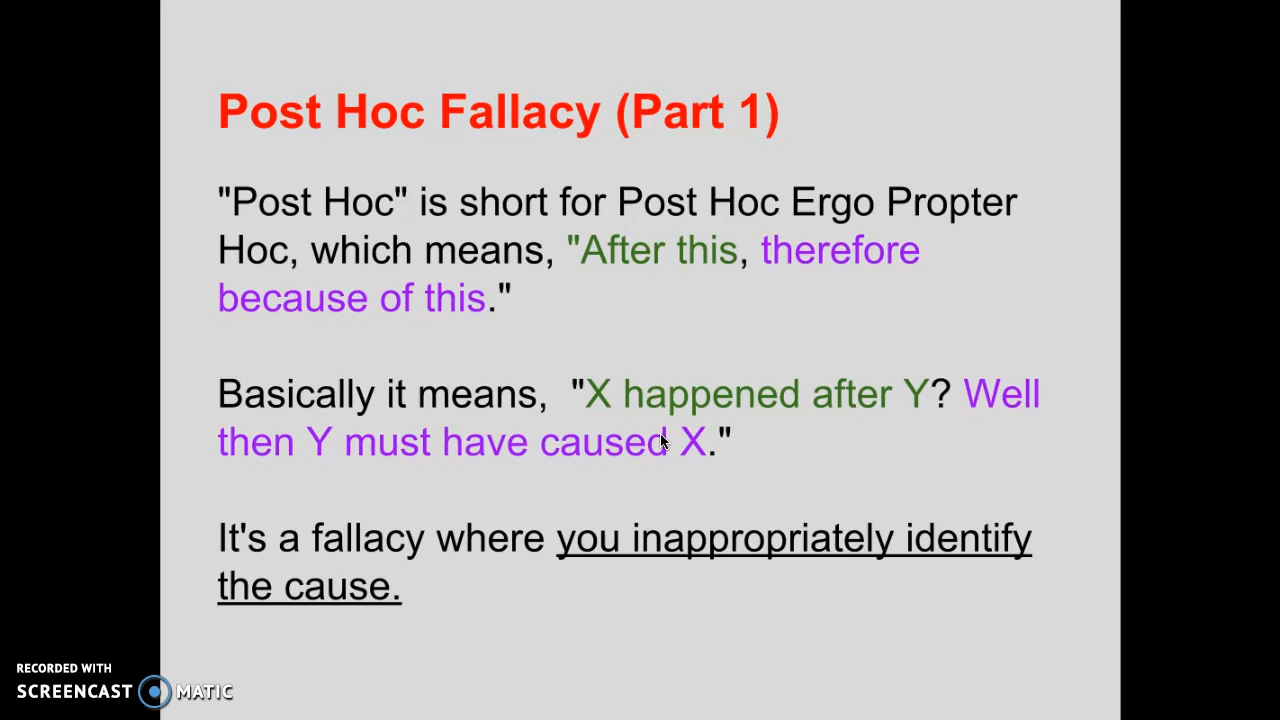 Post Hoc Fallacy (Part 1)
"Post Hoc" is short for Post Hoc Ergo Propter
Hoc, which means, "After this, therefore
because of this."
Basically it means,  "X happened after Y? Well
then Y must have caused X."
It's a fallacy where you inappropriately identify
the cause.
RECORDED WITH
SCREENCAST MATIC